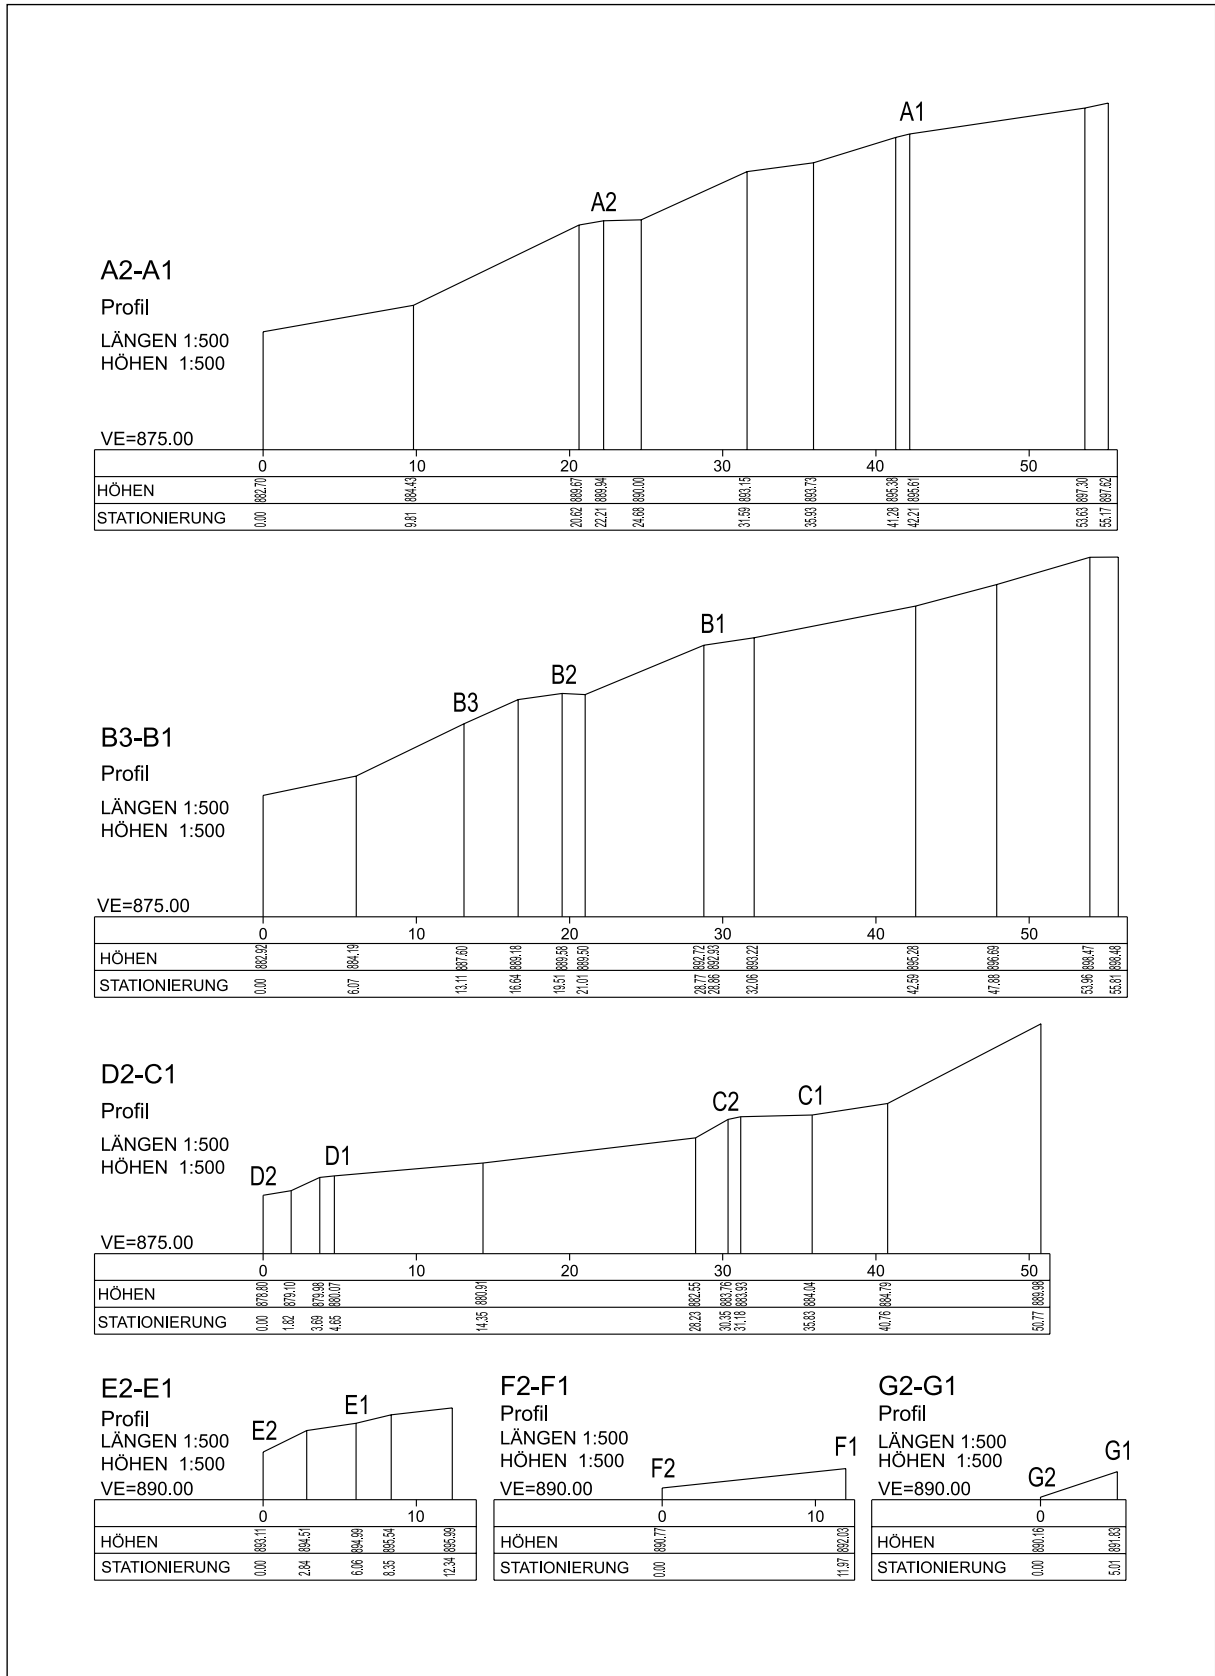 A1
A2
A2-A1
Profil
LÄNGEN 1:500
HÖHEN 1:500
VE=875.00
0 10 20 30 40 50
HÖHEN 882.70 884.43 889.67 889.94 890.00 893.15 893.73 895.38 895.61 897.30 897.62
STATIONIERUNG 0.00 9.81 20.62 22.21 24.68 31.59 35.93 41.28 42.21 53.63 55.17
B1
B2
B3
B3-B1
Profil
LÄNGEN 1:500
HÖHEN 1:500
VE=875.00
0 10 20 30 40 50
HÖHEN 882.92 884.19 887.60 889.18 889.58 889.50 892.72 892.93 893.22 895.28 896.69 898.47 898.48
STATIONIERUNG 0.00 6.07 13.11 16.64 19.51 21.01 28.77 28.86 32.06 42.59 47.88 53.96 55.81
D2-C1
Profil
LÄNGEN 1:500
HÖHEN 1:500
D2 D1 C2 C1
VE=875.00
0 10 20 30 40 50
HÖHEN 878.80 879.10 879.98 880.07 880.91 882.55 883.76 883.93 884.04 884.79 889.98
STATIONIERUNG 0.00 1.82 3.69 4.65 14.35 28.23 30.35 31.18 35.83 40.76 50.77
E2-E1
Profil
LÄNGEN 1:500
HÖHEN 1:500
VE=890.00
E2 E1
0 10
HÖHEN 893.11 894.51 894.99 895.54 895.99
STATIONIERUNG 0.00 2.84 6.06 8.35 12.34
F2-F1
Profil
LÄNGEN 1:500
HÖHEN 1:500
VE=890.00
F2 F1
0 10
HÖHEN 890.77 892.03
STATIONIERUNG 0.00 11.97
G2-G1
Profil
LÄNGEN 1:500
HÖHEN 1:500
VE=890.00
G2 G1
0
HÖHEN 890.16 891.83
STATIONIERUNG 0.00 5.01